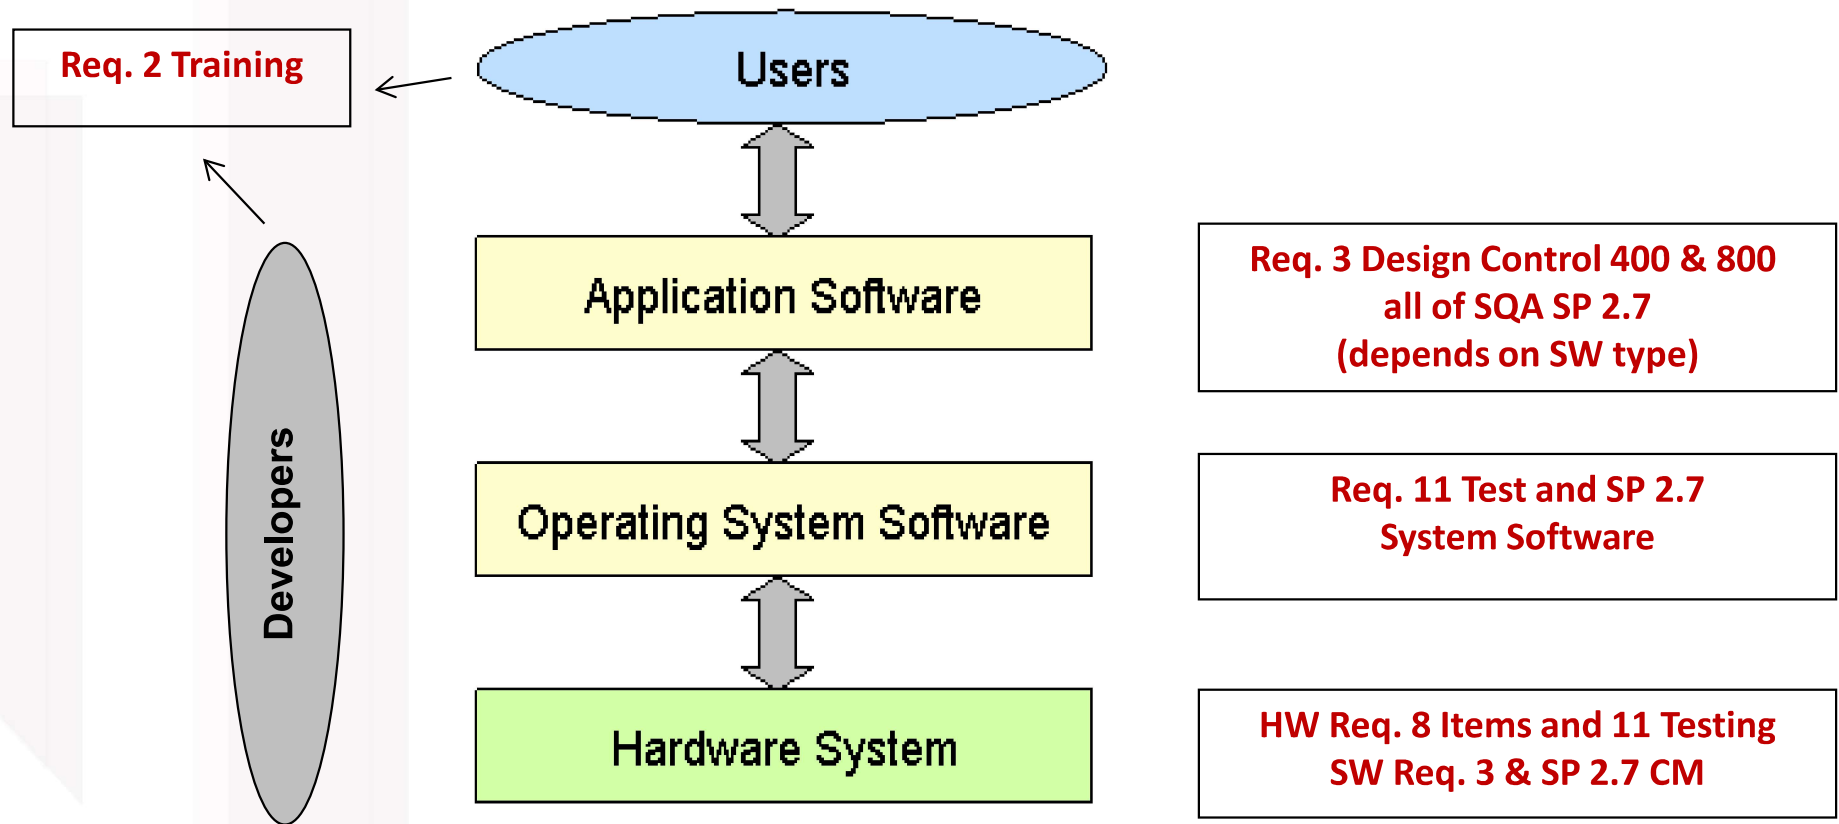 Req. 2 Training
Users
Application Software
Req. 3 Design Control 400 & 800
all of SQA SP 2.7
(depends on SW type)
Developers
Operating System Software
Req. 11 Test and SP 2.7
System Software
Hardware System
HW Req. 8 Items and 11 Testing
SW Req. 3 & SP 2.7 CM